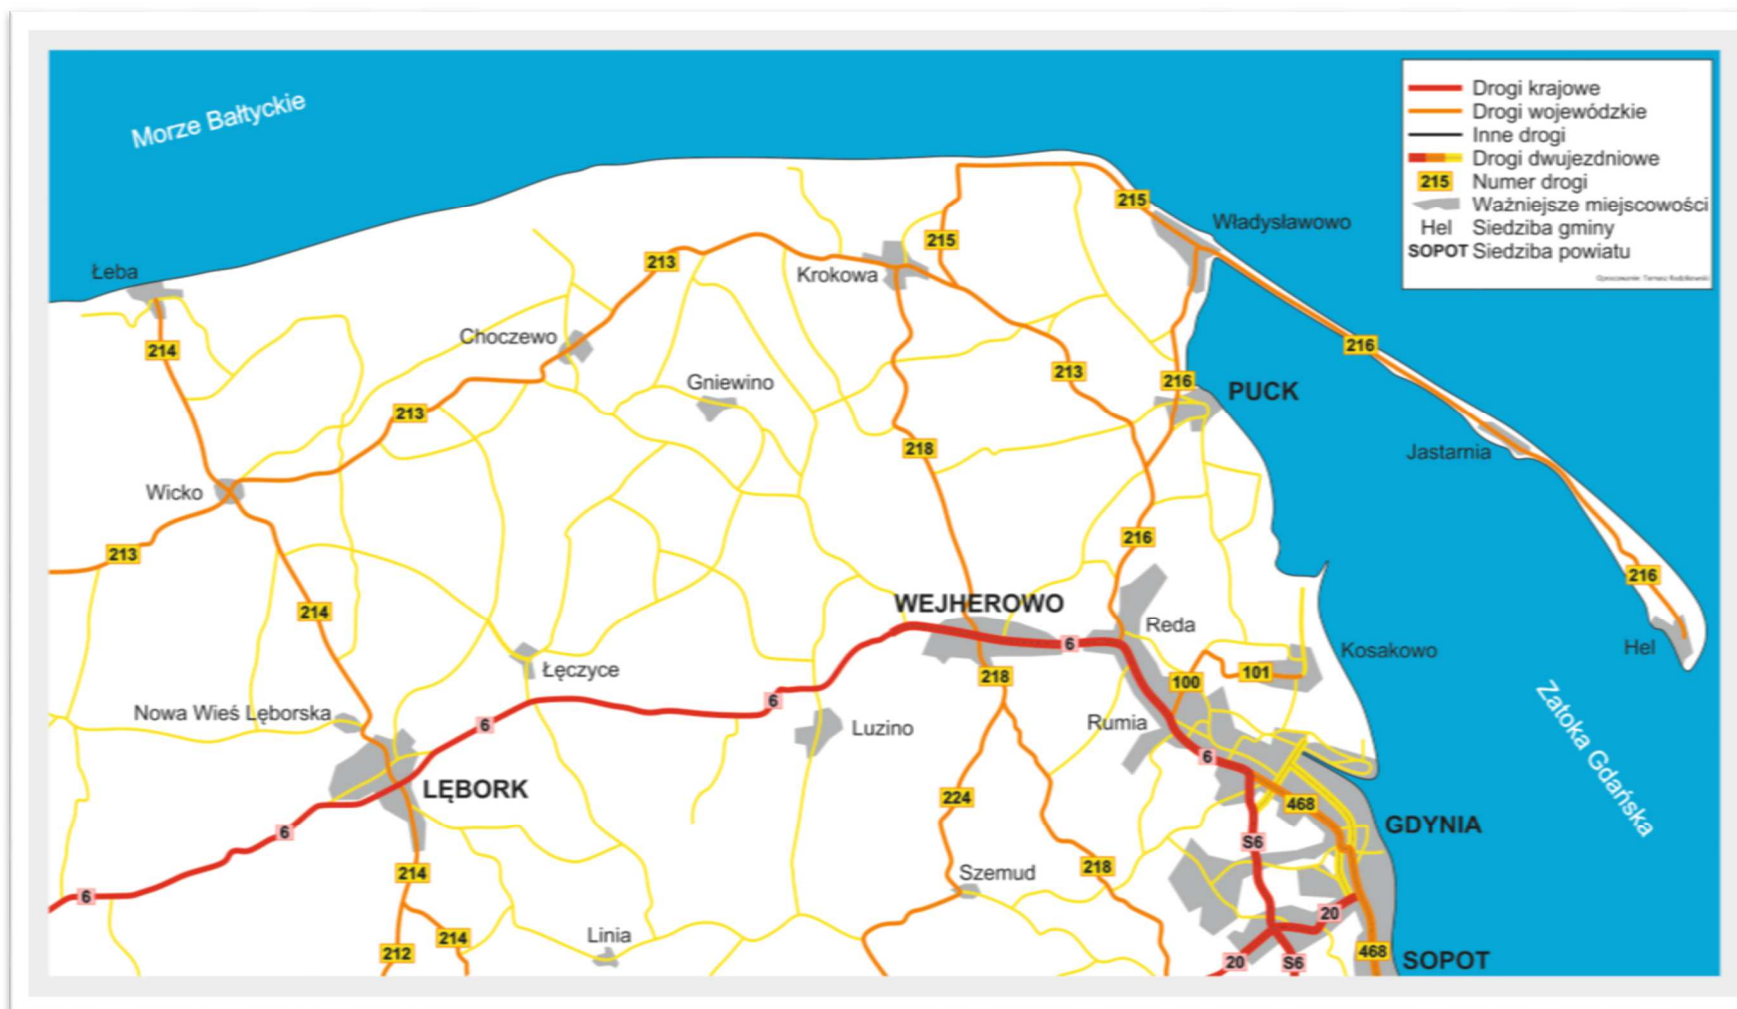 Morze Bałtyckie
Drogi krajowe
Drogi wojewódzkie
Inne drogi
Drogi dwujezdniowe
215 Numer drogi
Ważniejsze miejscowości
Hel Siedziba gminy
SOPOT Siedziba powiatu
215
Władysławowo
215
213
Krokowa
Łeba
214
Choczewo
216
213
216
Gniewino
PUCK
213
218
Jastarnia
Wicko
216
213
216
214
WEJHEROWO
Reda
6
Hel
Kosakowo
Łęczyce
218
100
101
6
Nowa Wieś Lęborska
6
Luzino
Rumia
Zatoka Gdańska
6
LĘBORK
224
468
GDYNIA
6
S6
214
Szemud
218
6
20
Linia
214
212
468
SOPOT
20
S6